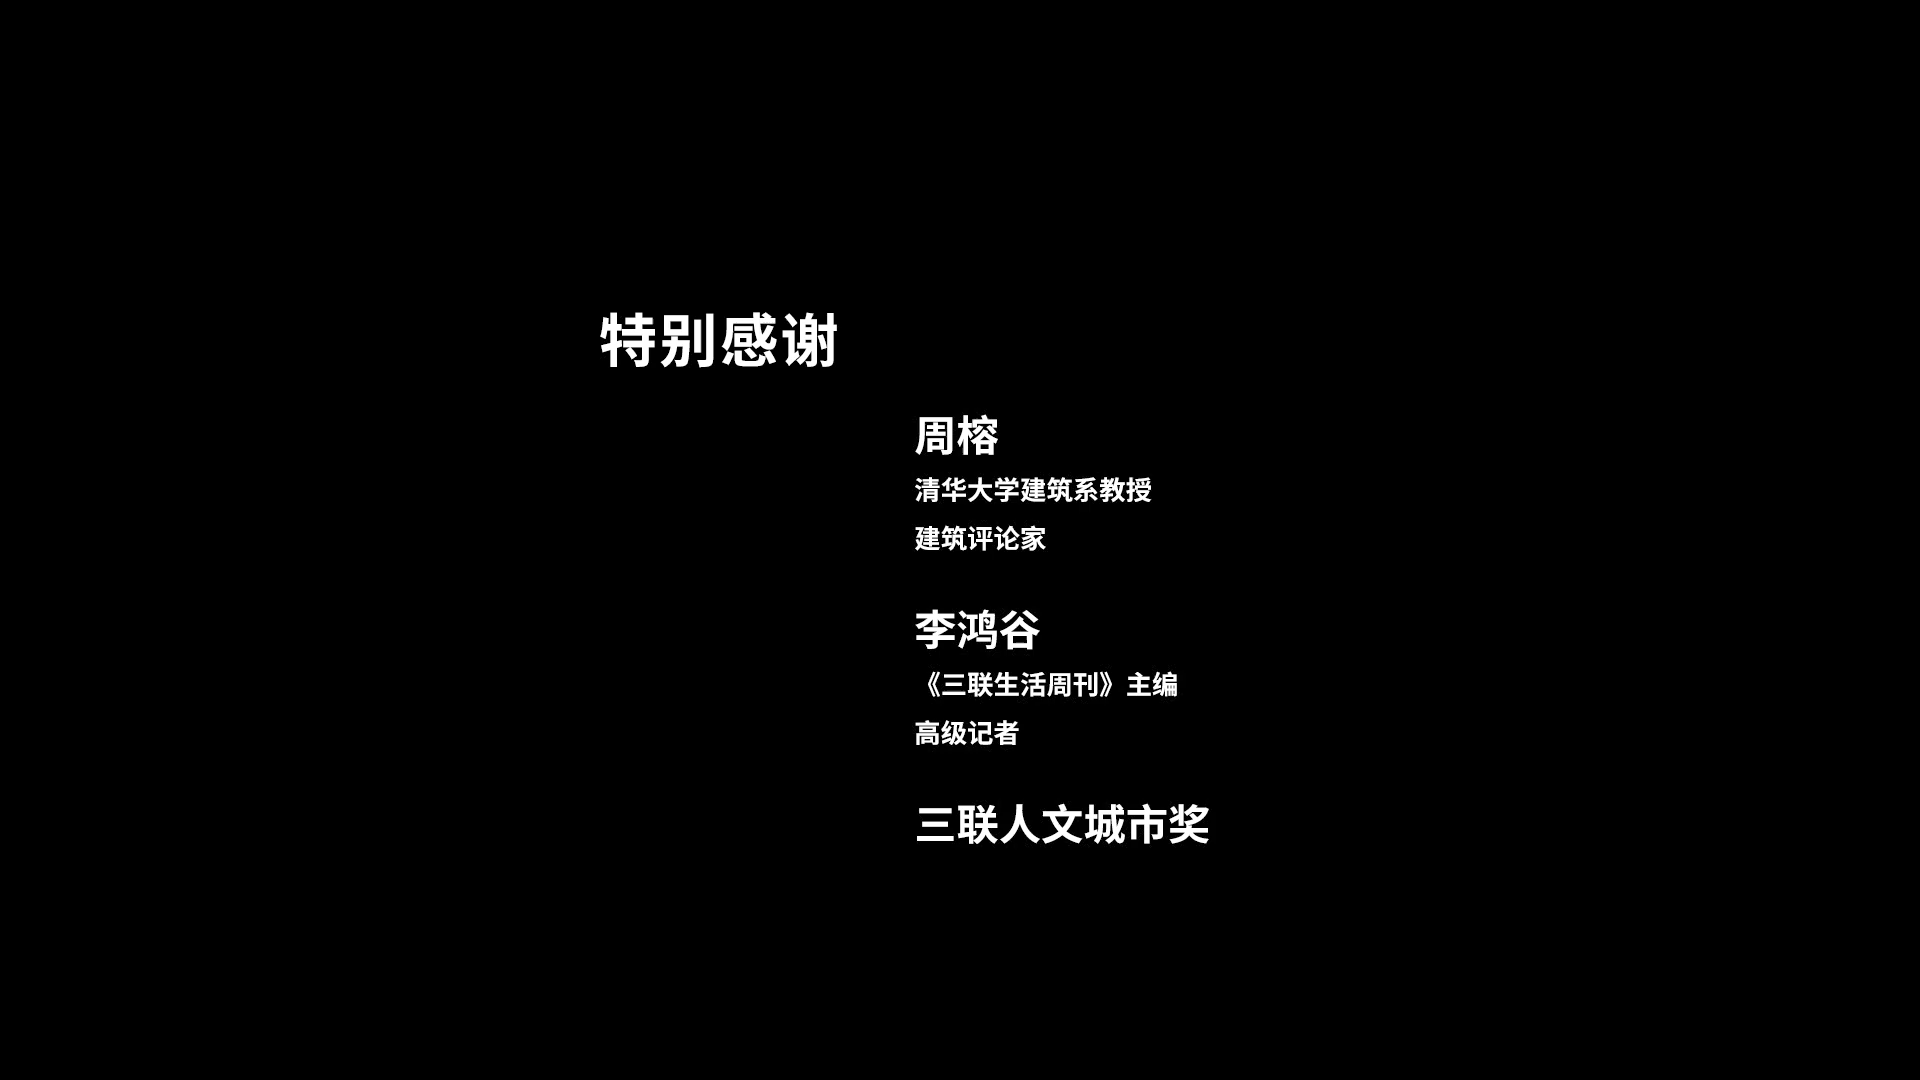 特别感谢
周榕
清华大学建筑系教授
建筑评论家
李鸿谷
《三联生活周刊》主编
高级记者
三联人文城市奖